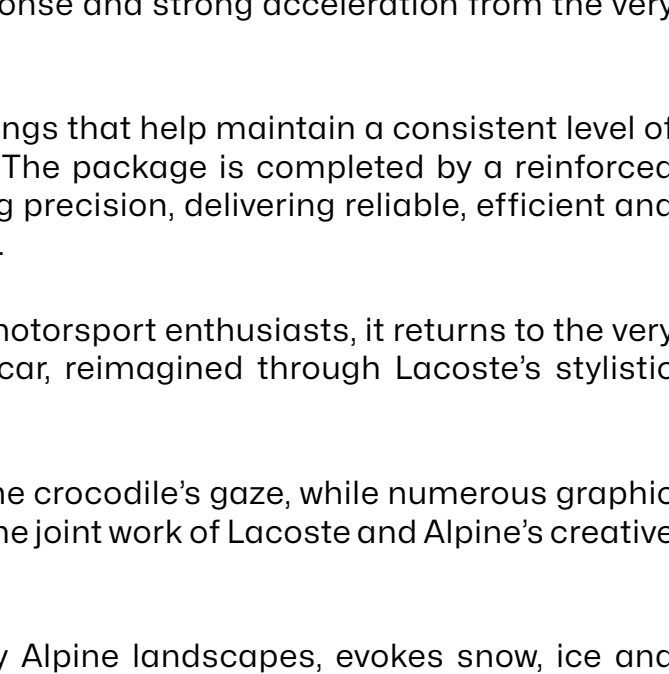 onse and strong acceleration from the very
ngs that help maintain a consistent level of
The package is completed by a reinforced
g precision, delivering reliable, efficient and
.
notorsport enthusiasts, it returns to the very
car, reimagined through Lacoste’s stylistic
he crocodile’s gaze, while numerous graphic
he joint work of Lacoste and Alpine’s creative
y Alpine landscapes, evokes snow, ice and